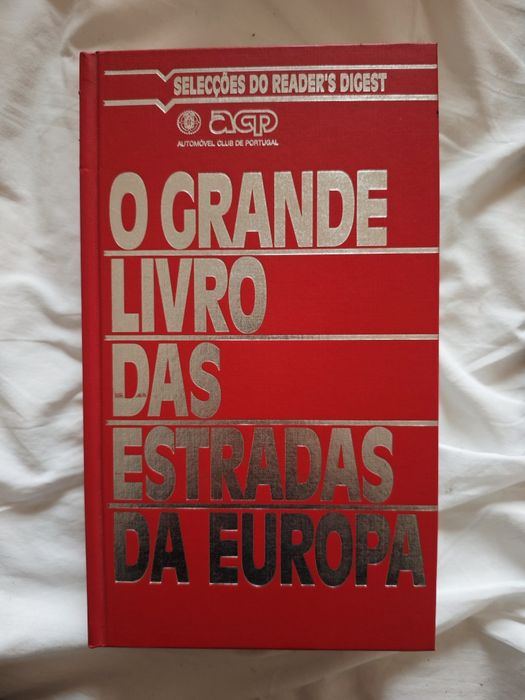 SELECÇÕES DO READER'S DIGEST
acp
AUTOMÓVEL CLUB DE PORTUGAL
O GRANDE
LIVRO
DAS
ESTRADAS
DA EUROPA